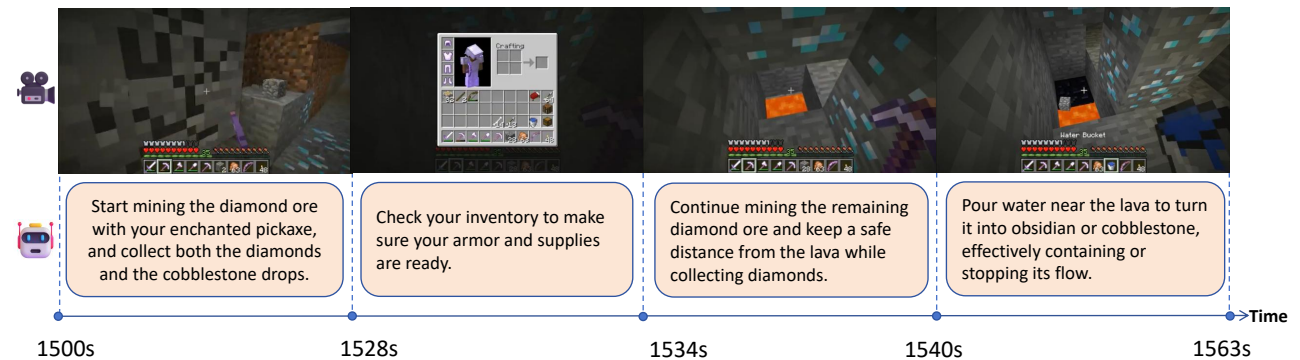 Crafting
Water Bucket
Start mining the diamond ore
with your enchanted pickaxe,
and collect both the diamonds
and the cobblestone drops.
Check your inventory to make
sure your armor and supplies
are ready.
Continue mining the remaining
diamond ore and keep a safe
distance from the lava while
collecting diamonds.
Pour water near the lava to turn
it into obsidian or cobblestone,
effectively containing or
stopping its flow.
Time
1500s
1528s
1534s
1540s
1563s